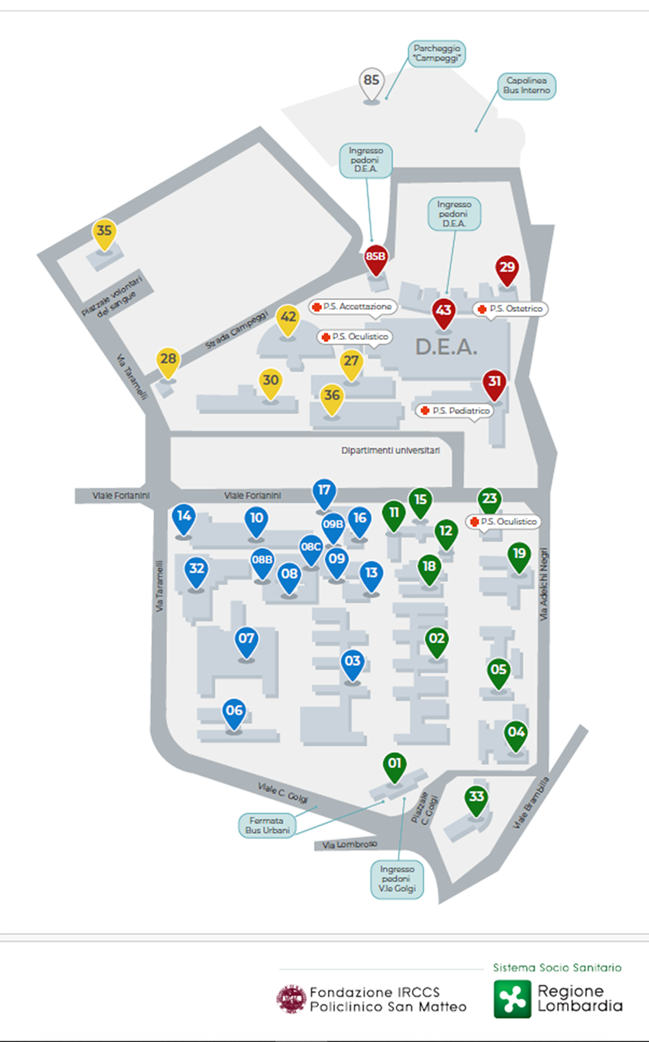 Parcheggio
"Campeggi"
85
Capolinea
Bus Interno
Ingresso
pedoni
D.E.A.
Ingresso
pedoni
D.E.A.
35
85B
29
Piazzale volontari
del sangue
42
P.S. Accettazione
43
P.S. Ostetrico
Strada Campeggi
P.S. Oculistico
D.E.A.
28
27
Via Taramelli
30
36
31
P.S. Pediatrico
Dipartimenti universitari
Viale Forlanini
Viale Forlanini
17
15
23
14
10
09B
16
11
P.S. Oculistico
12
08C
32
08B
08
09
13
18
19
Via Taramelli
Via Adelchi Negri
07
03
02
05
06
04
01
33
Viale C. Golgi
Piazzale
C. Golgi
Viale Brambilla
Fermata
Bus Urbani
Via Lombroso
Ingresso
pedoni
V.le Golgi
Fondazione IRCCS
Policlinico San Matteo
Sistema Socio Sanitario
Regione
Lombardia